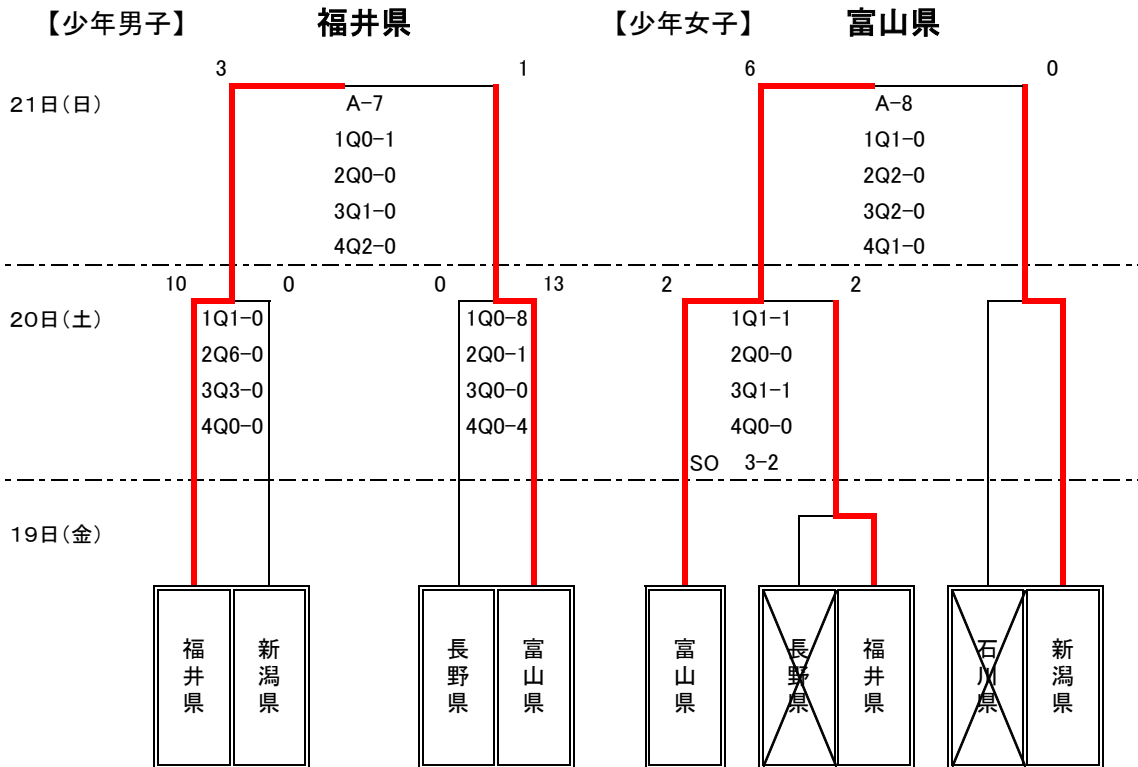 【少年男子】 福井県 【少年女子】 富山県
3 1 6 0
21日(日)
A-7 A-8
1Q0-1 1Q1-0
2Q0-0 2Q2-0
3Q1-0 3Q2-0
4Q2-0 4Q1-0
10 0 0 13 2 2
20日(土)
1Q1-0 1Q0-8 1Q1-1
2Q6-0 2Q0-1 2Q0-0
3Q3-0 3Q0-0 3Q1-1
4Q0-0 4Q0-4 4Q0-0
SO 3-2
19日(金)
福井県 新潟県 長野県 富山県 富山県 長野県 福井県 石川県 新潟県